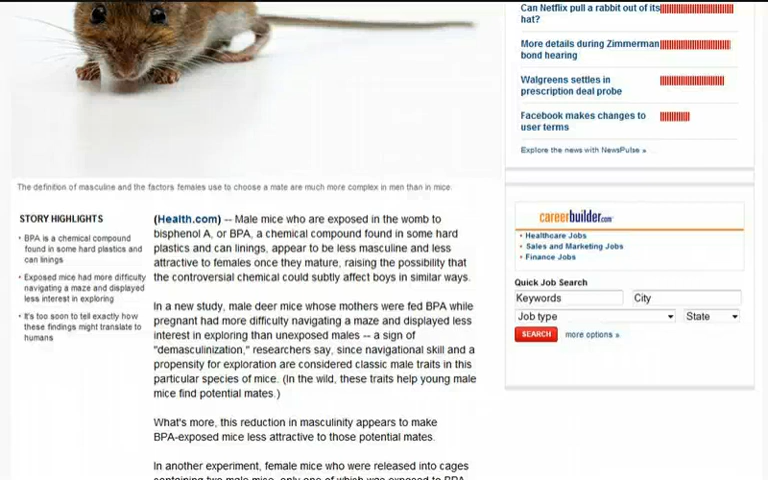 Can Netflix pull a rabbit out of its
hat?
More details during Zimmerman
bond hearing
Walgreens settles in
prescription deal probe
Facebook makes changes to
user terms
Explore the news with NewsPulse »
The definition of masculine and the factors females use to choose a mate are much more complex in men than in mice.
STORY HIGHLIGHTS
• BPA is a chemical compound
found in some hard plastics and
can linings
• Exposed mice had more difficulty
navigating a maze and displayed
less interest in exploring
• It's too soon to tell exactly how
these findings might translate to
humans
(Health.com) -- Male mice who are exposed in the womb to
bisphenol A, or BPA, a chemical compound found in some hard
plastics and can linings, appear to be less masculine and less
attractive to females once they mature, raising the possibility that
the controversial chemical could subtly affect boys in similar ways.
In a new study, male deer mice whose mothers were fed BPA while
pregnant had more difficulty navigating a maze and displayed less
interest in exploring than unexposed males -- a sign of
"demasculinization," researchers say, since navigational skill and a
propensity for exploration are considered classic male traits in this
particular species of mice. (In the wild, these traits help young male
mice find potential mates.)
What's more, this reduction in masculinity appears to make
BPA-exposed mice less attractive to those potential mates.
In another experiment, female mice who were released into cages
containing two male mice, only one of which was exposed to BPA
careerbuilder.com
• Healthcare Jobs
• Sales and Marketing Jobs
• Finance Jobs
Quick Job Search
Keywords City
Job type State
SEARCH more options »